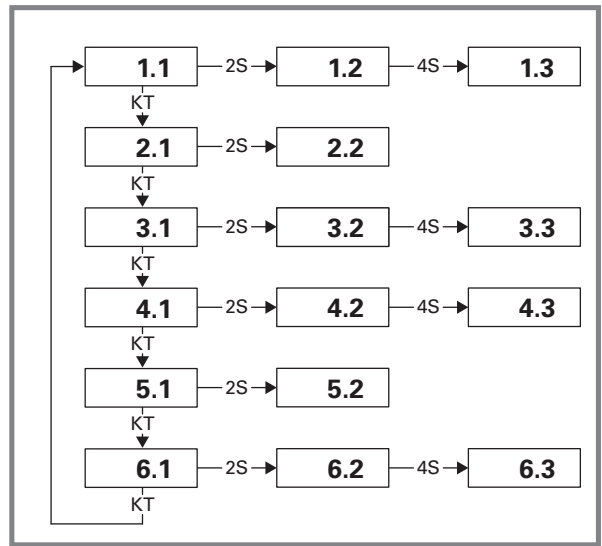 1.1 2S 1.2 4S 1.3
KT
2.1 2S 2.2
KT
3.1 2S 3.2 4S 3.3
KT
4.1 2S 4.2 4S 4.3
KT
5.1 2S 5.2
KT
6.1 2S 6.2 4S 6.3
KT